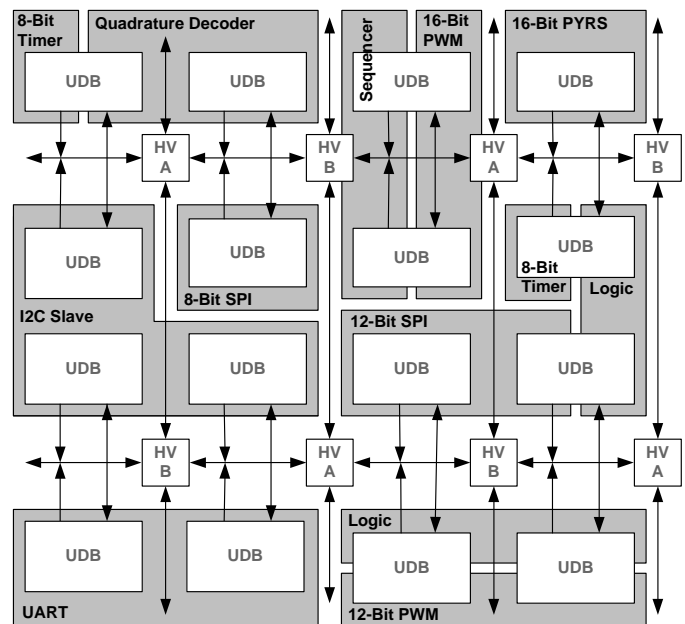 8-Bit
Timer
Quadrature Decoder
Sequencer
16-Bit
PWM
16-Bit PYRS
UDB
UDB
UDB
UDB
HV
A
HV
B
HV
A
HV
B
UDB
UDB
UDB
UDB
8-Bit
Timer
Logic
8-Bit SPI
I2C Slave
12-Bit SPI
UDB
UDB
UDB
UDB
HV
B
HV
A
HV
B
HV
A
Logic
UDB
UDB
UDB
UDB
UART
12-Bit PWM